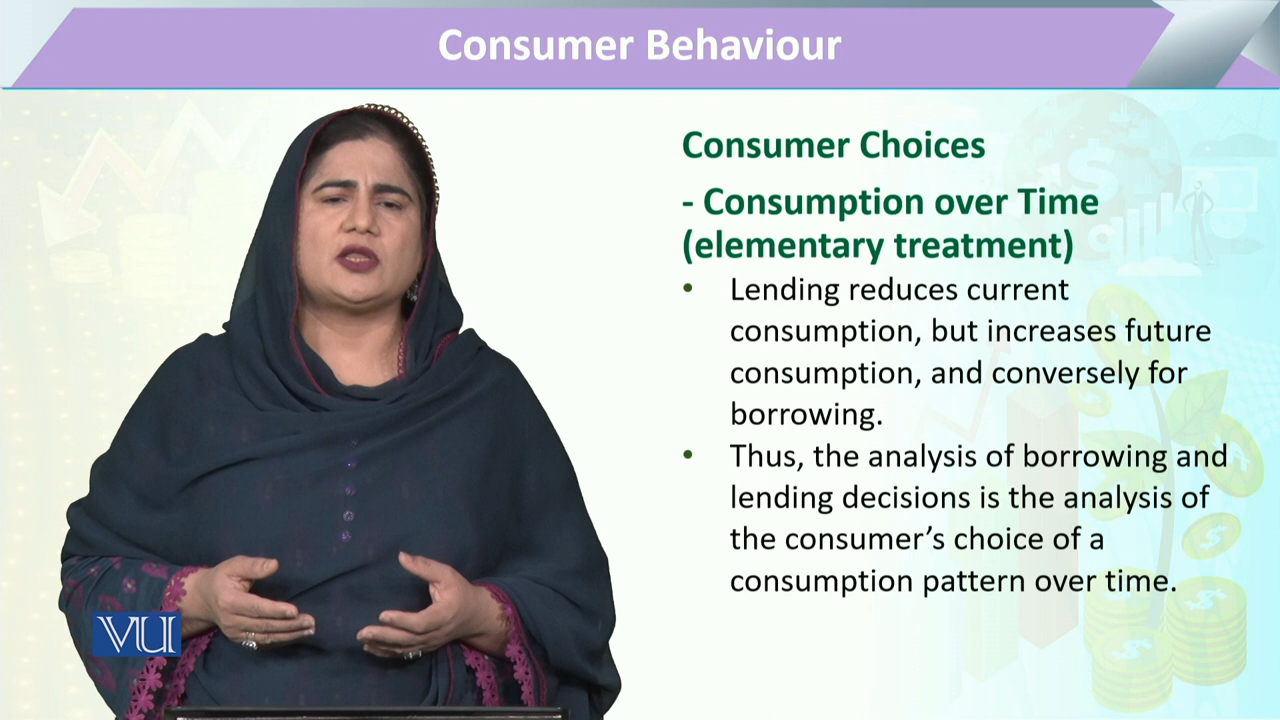 Consumer Behaviour
Consumer Choices
- Consumption over Time
(elementary treatment)
• Lending reduces current
consumption, but increases future
consumption, and conversely for
borrowing.
• Thus, the analysis of borrowing and
lending decisions is the analysis of
the consumer’s choice of a
consumption pattern over time.
VU